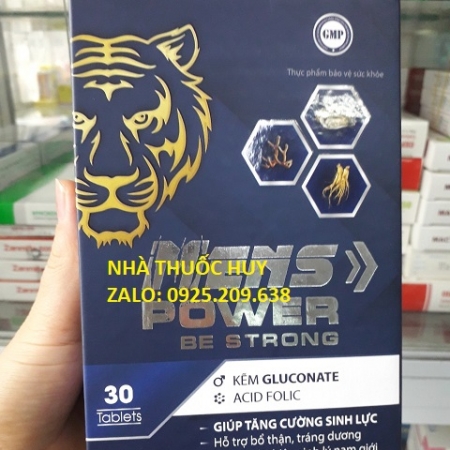 GMP
Thực phẩm bảo vệ sức khỏe
MENS
NHÀ THUỐC HUY
ZALO: 0925.209.638
POWER
BE STRONG
KẼM GLUCONATE
ACID FOLIC
30
Tablets
GIÚP TĂNG CƯỜNG SINH LỰC
- Hỗ trợ bổ thận, tráng dương